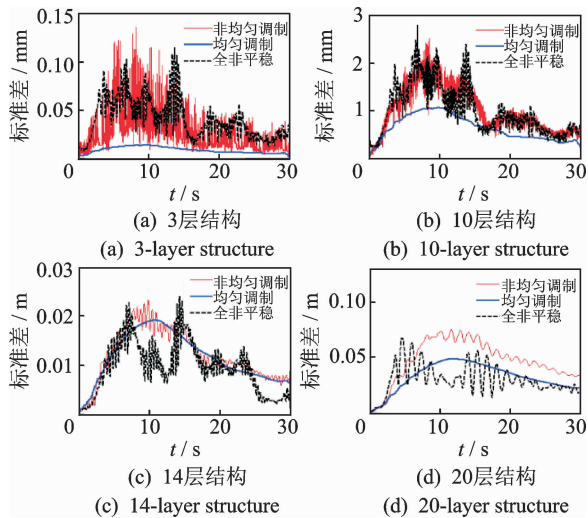 0.15
0.10
0.05
0
标准差 / mm
非均匀调制
均匀调制
全非平稳
0 10 20 30
t / s
(a) 3层结构
(a) 3-layer structure
3
2
1
0
标准差 / mm
非均匀调制
均匀调制
全非平稳
10 20 30
t / s
(b) 10层结构
(b) 10-layer structure
0.03
0.02
0.01
0
标准差 / m
非均匀调制
均匀调制
全非平稳
10 20 30
t / s
(c) 14层结构
(c) 14-layer structure
0.10
0.05
0
标准差 / m
非均匀调制
均匀调制
全非平稳
10 20 30
t / s
(d) 20层结构
(d) 20-layer structure